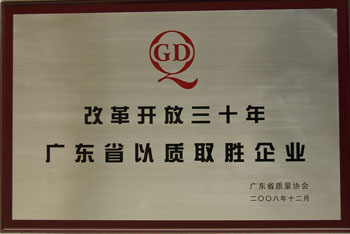 GD
改革开放三十年
广东省以质取胜企业
广东省质量协会
二〇〇八年十二月